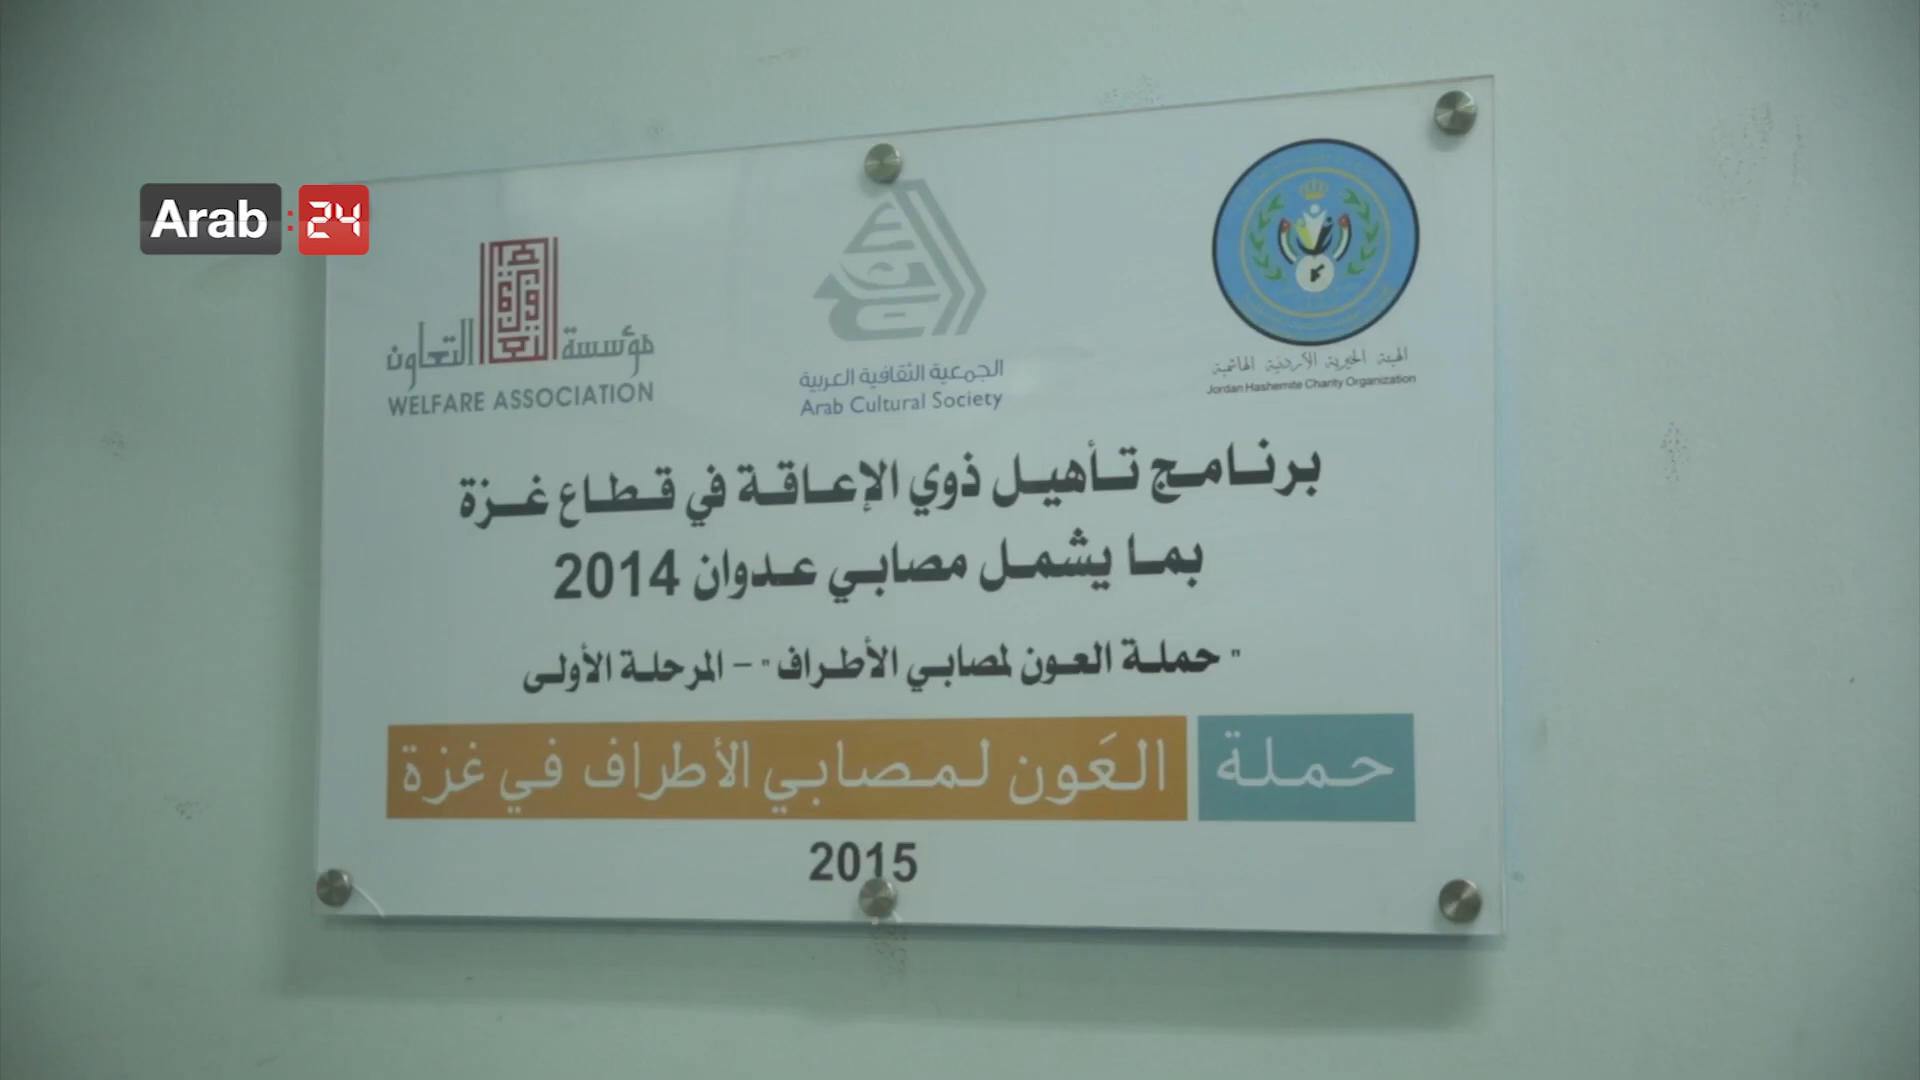 Arab:24
مؤسسة التعاون
WELFARE ASSOCIATION
الجمعية الثقافية العربية
Arab Cultural Society
الهيئة الخيرية الأردنية الهاشمية
Jordan Hashemite Charity Organization
برنامج تأهيل ذوي الإعاقة في قطاع غزة
بما يشمل مصابي عدوان 2014
" حملة العون لمصابي الأطراف" – المرحلة الأولى
حملة العَون لمصابي الأطراف في غزة
2015